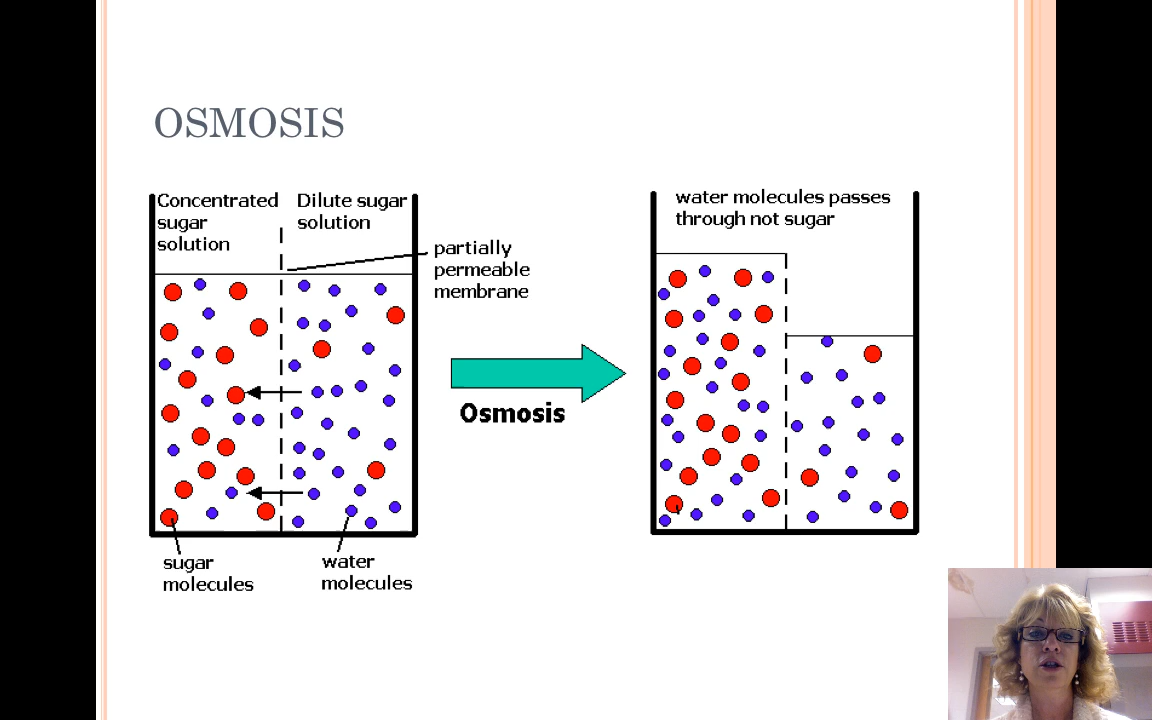 OSMOSIS
Concentrated
sugar
solution
Dilute sugar
solution
partially
permeable
membrane
sugar
molecules
water
molecules
Osmosis
water molecules passes
through not sugar